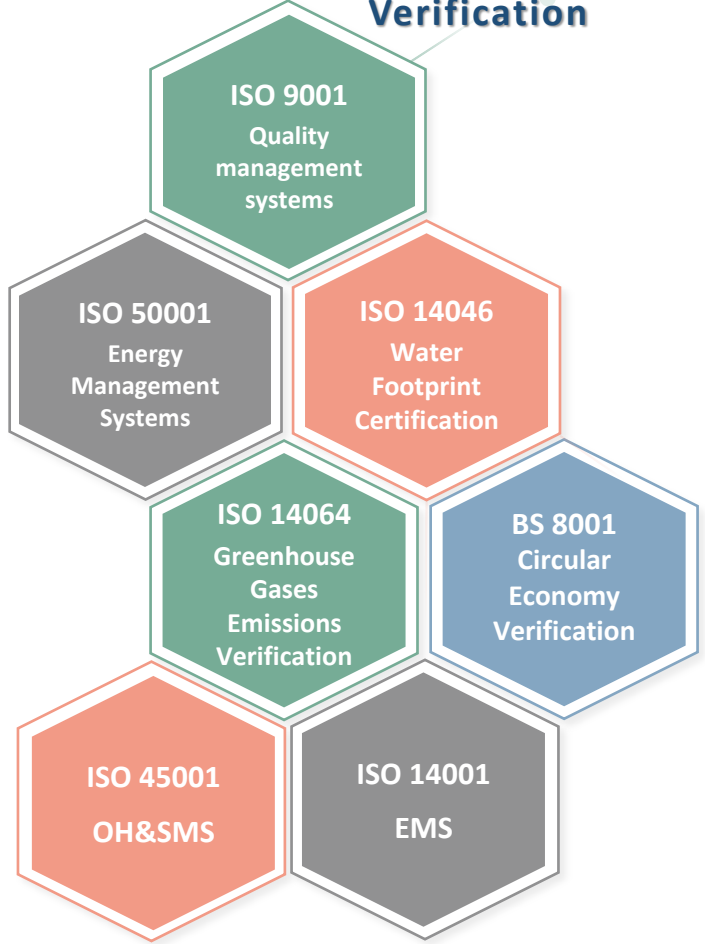 Verification
ISO 9001
Quality
management
systems
ISO 50001
Energy
Management
Systems
ISO 14046
Water
Footprint
Certification
ISO 14064
Greenhouse
Gases
Emissions
Verification
BS 8001
Circular
Economy
Verification
ISO 45001
OH&SMS
ISO 14001
EMS